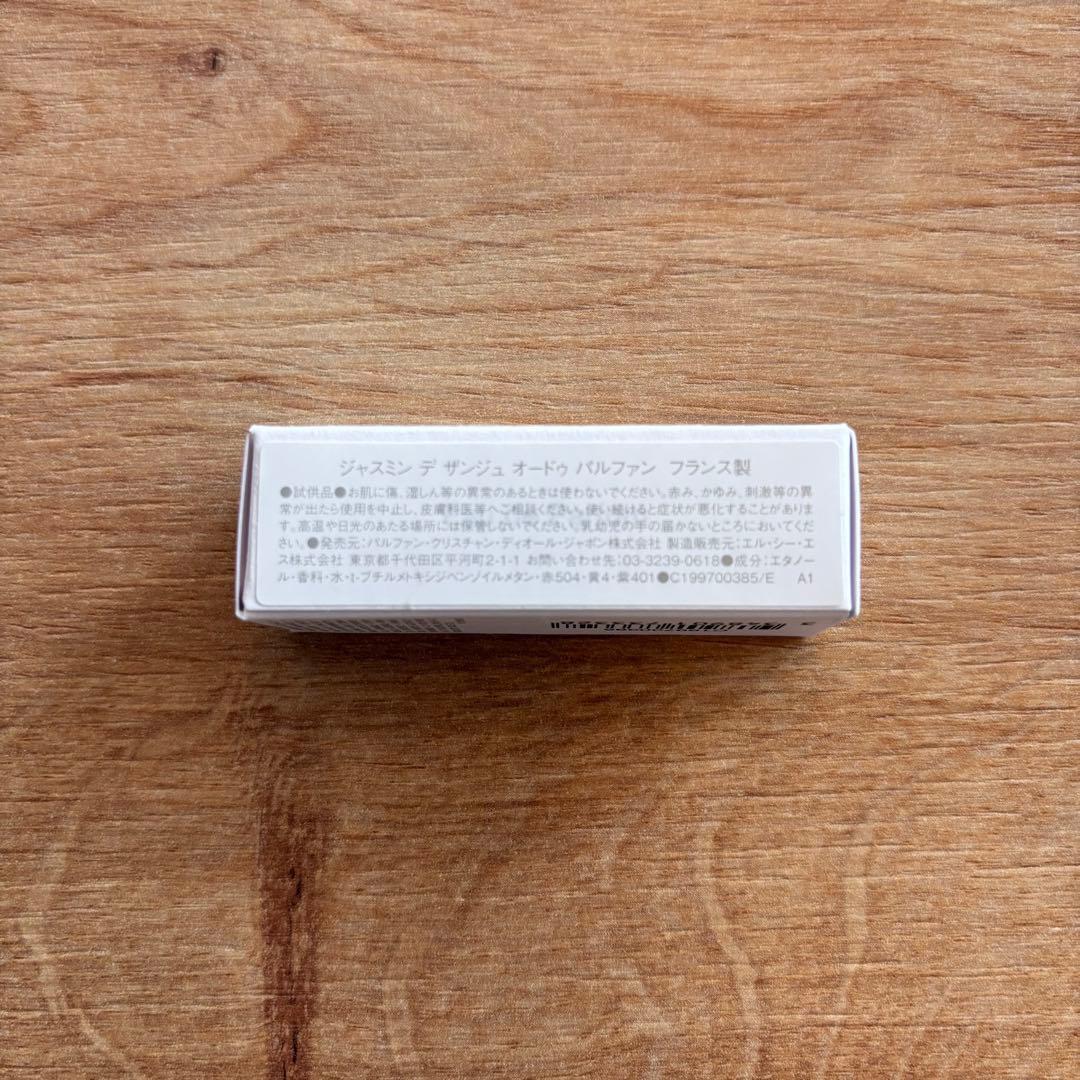 ジャスミン デ ザンジュ オードゥ パルファン フランス製
●試供品●お肌に傷、湿しん等の異常のあるときは使わないでください。赤み、かゆみ、刺激等の異
常が出たら使用を中止し、皮膚科医等へご相談ください。使い続けると症状が悪化することがありま
す。高温や日光のあたる場所には保管しないでください。乳幼児の手の届かないところにおいてくだ
さい。●発売元：パルファン・クリスチャン・ディオール・ジャポン株式会社 製造販売元：エル・シー・エ
ス株式会社 東京都千代田区平河町2-1-1 お問い合わせ先：03-3239-0618●成分：エタノー
ル・香料・水・t-ブチルメトキシジベンゾイルメタン・赤504・黄4・紫401●C199700385/E A1